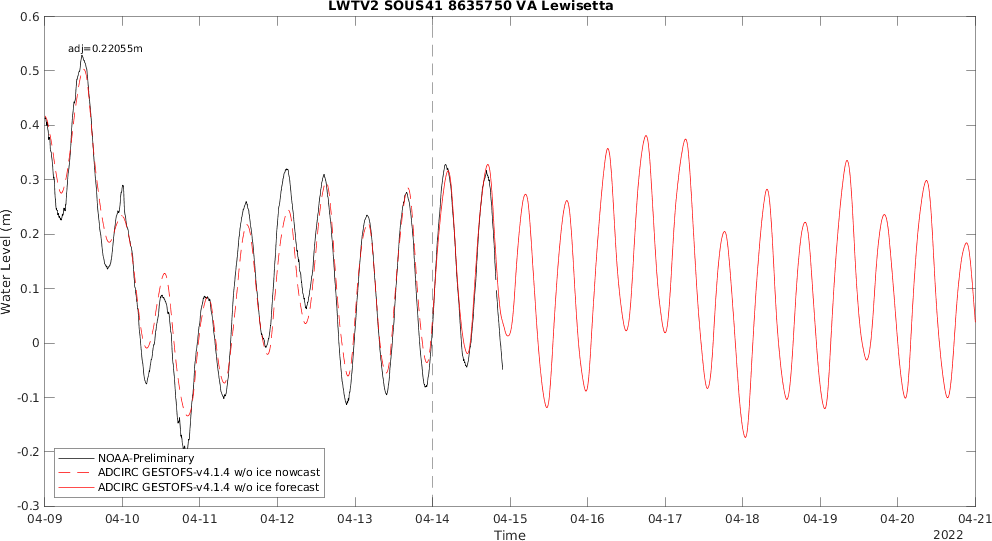 LWTV2 SOUS41 8635750 VA Lewisetta
adj=0.22055m
0.6
0.5
0.4
0.3
0.2
0.1
0
-0.1
-0.2
-0.3
Water Level (m)
NOAA-Preliminary
ADCIRC GESTOFS-v4.1.4 w/o ice nowcast
ADCIRC GESTOFS-v4.1.4 w/o ice forecast
04-09 04-10 04-11 04-12 04-13 04-14 04-15 04-16 04-17 04-18 04-19 04-20 04-21
Time
2022